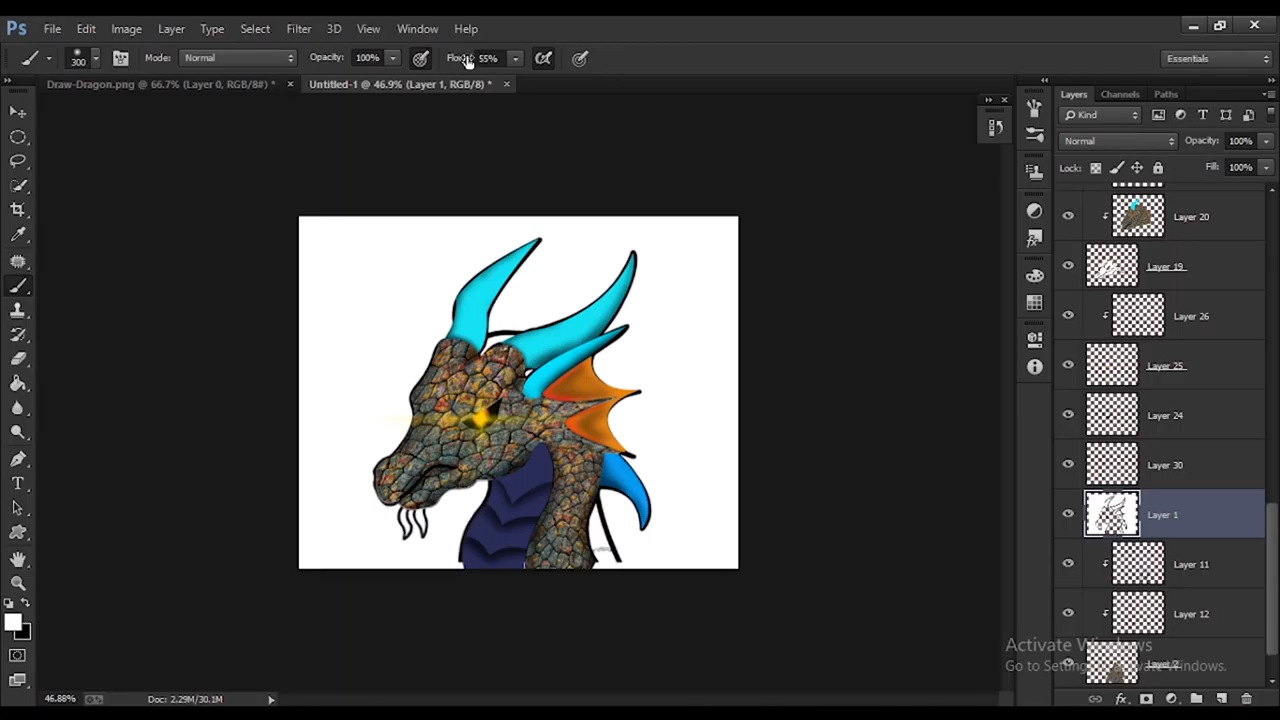 Ps File Edit Image Layer Type Select Filter 3D View Window Help
300 Mode: Normal Opacity: 100% 55% Essentials
Draw-Dragon.png @ 66.7% (Layer 0, RGB/8#) * × Untitled-1 @ 46.9% (Layer 1, RGB/8) * ×
Layers Channels Paths
Kind
Normal Opacity: 100%
Lock: Fill: 100%
Layer 20
Layer 19
Layer 26
Layer 25
Layer 24
Layer 30
Layer 1
Layer 11
Layer 12
Activate Windows
Go to Settings to activate Windows.
46.88% Doc: 2.29M/30.1M